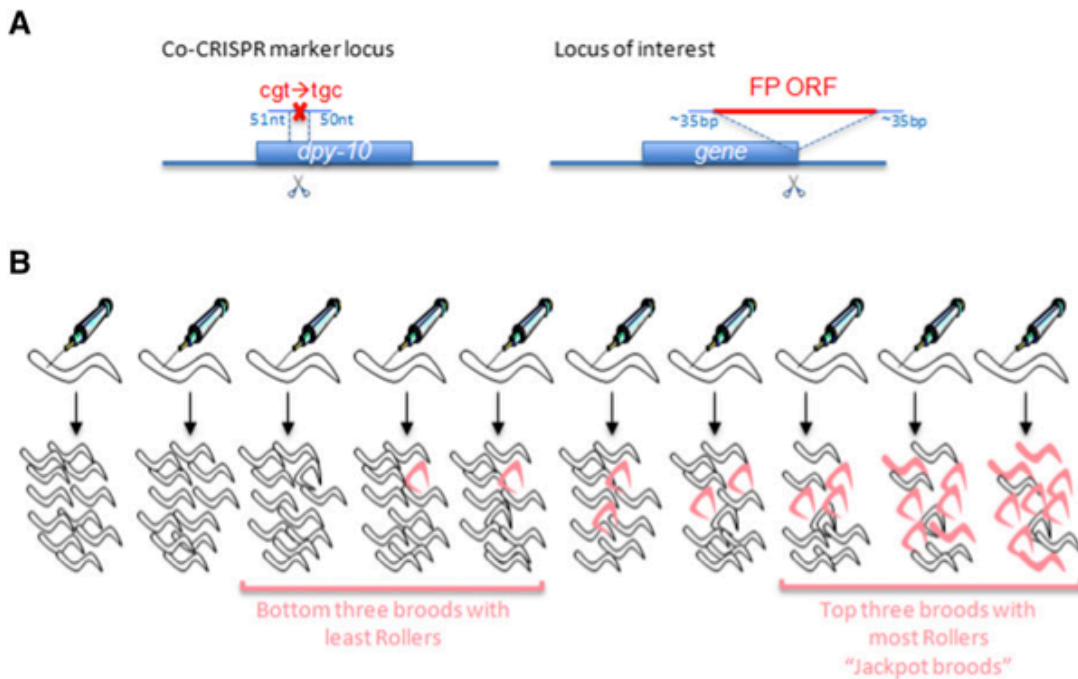 A
Co-CRISPR marker locus
Locus of interest
cgt→tgc
FP ORF
51nt
50nt
~35bp
~35bp
dpy-10
gene
B
Bottom three broods with
least Rollers
Top three broods with
most Rollers
“Jackpot broods”